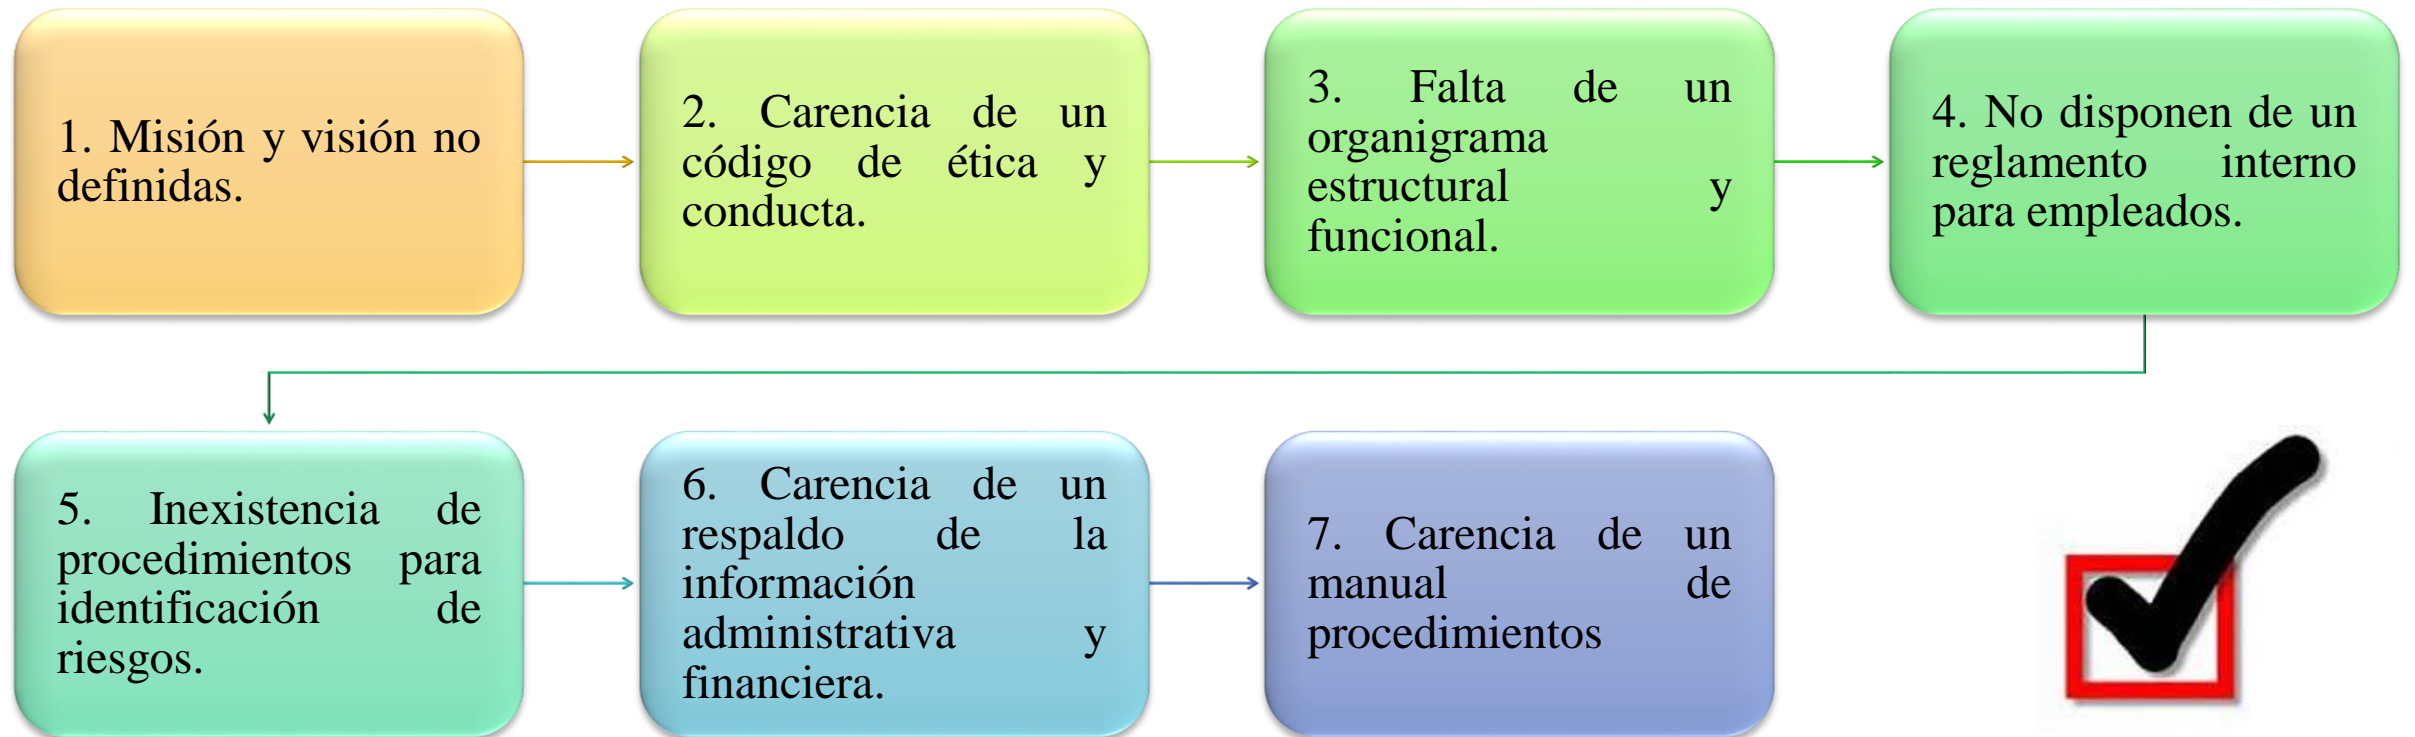 1. Misión y visión no
definidas.
2. Carencia de un
código de ética y
conducta.
3. Falta de un
organigrama
estructural y
funcional.
4. No disponen de un
reglamento interno
para empleados.
5. Inexistencia de
procedimientos para
identificación de
riesgos.
6. Carencia de un
respaldo de la
información
administrativa y
financiera.
7. Carencia de un
manual de
procedimientos